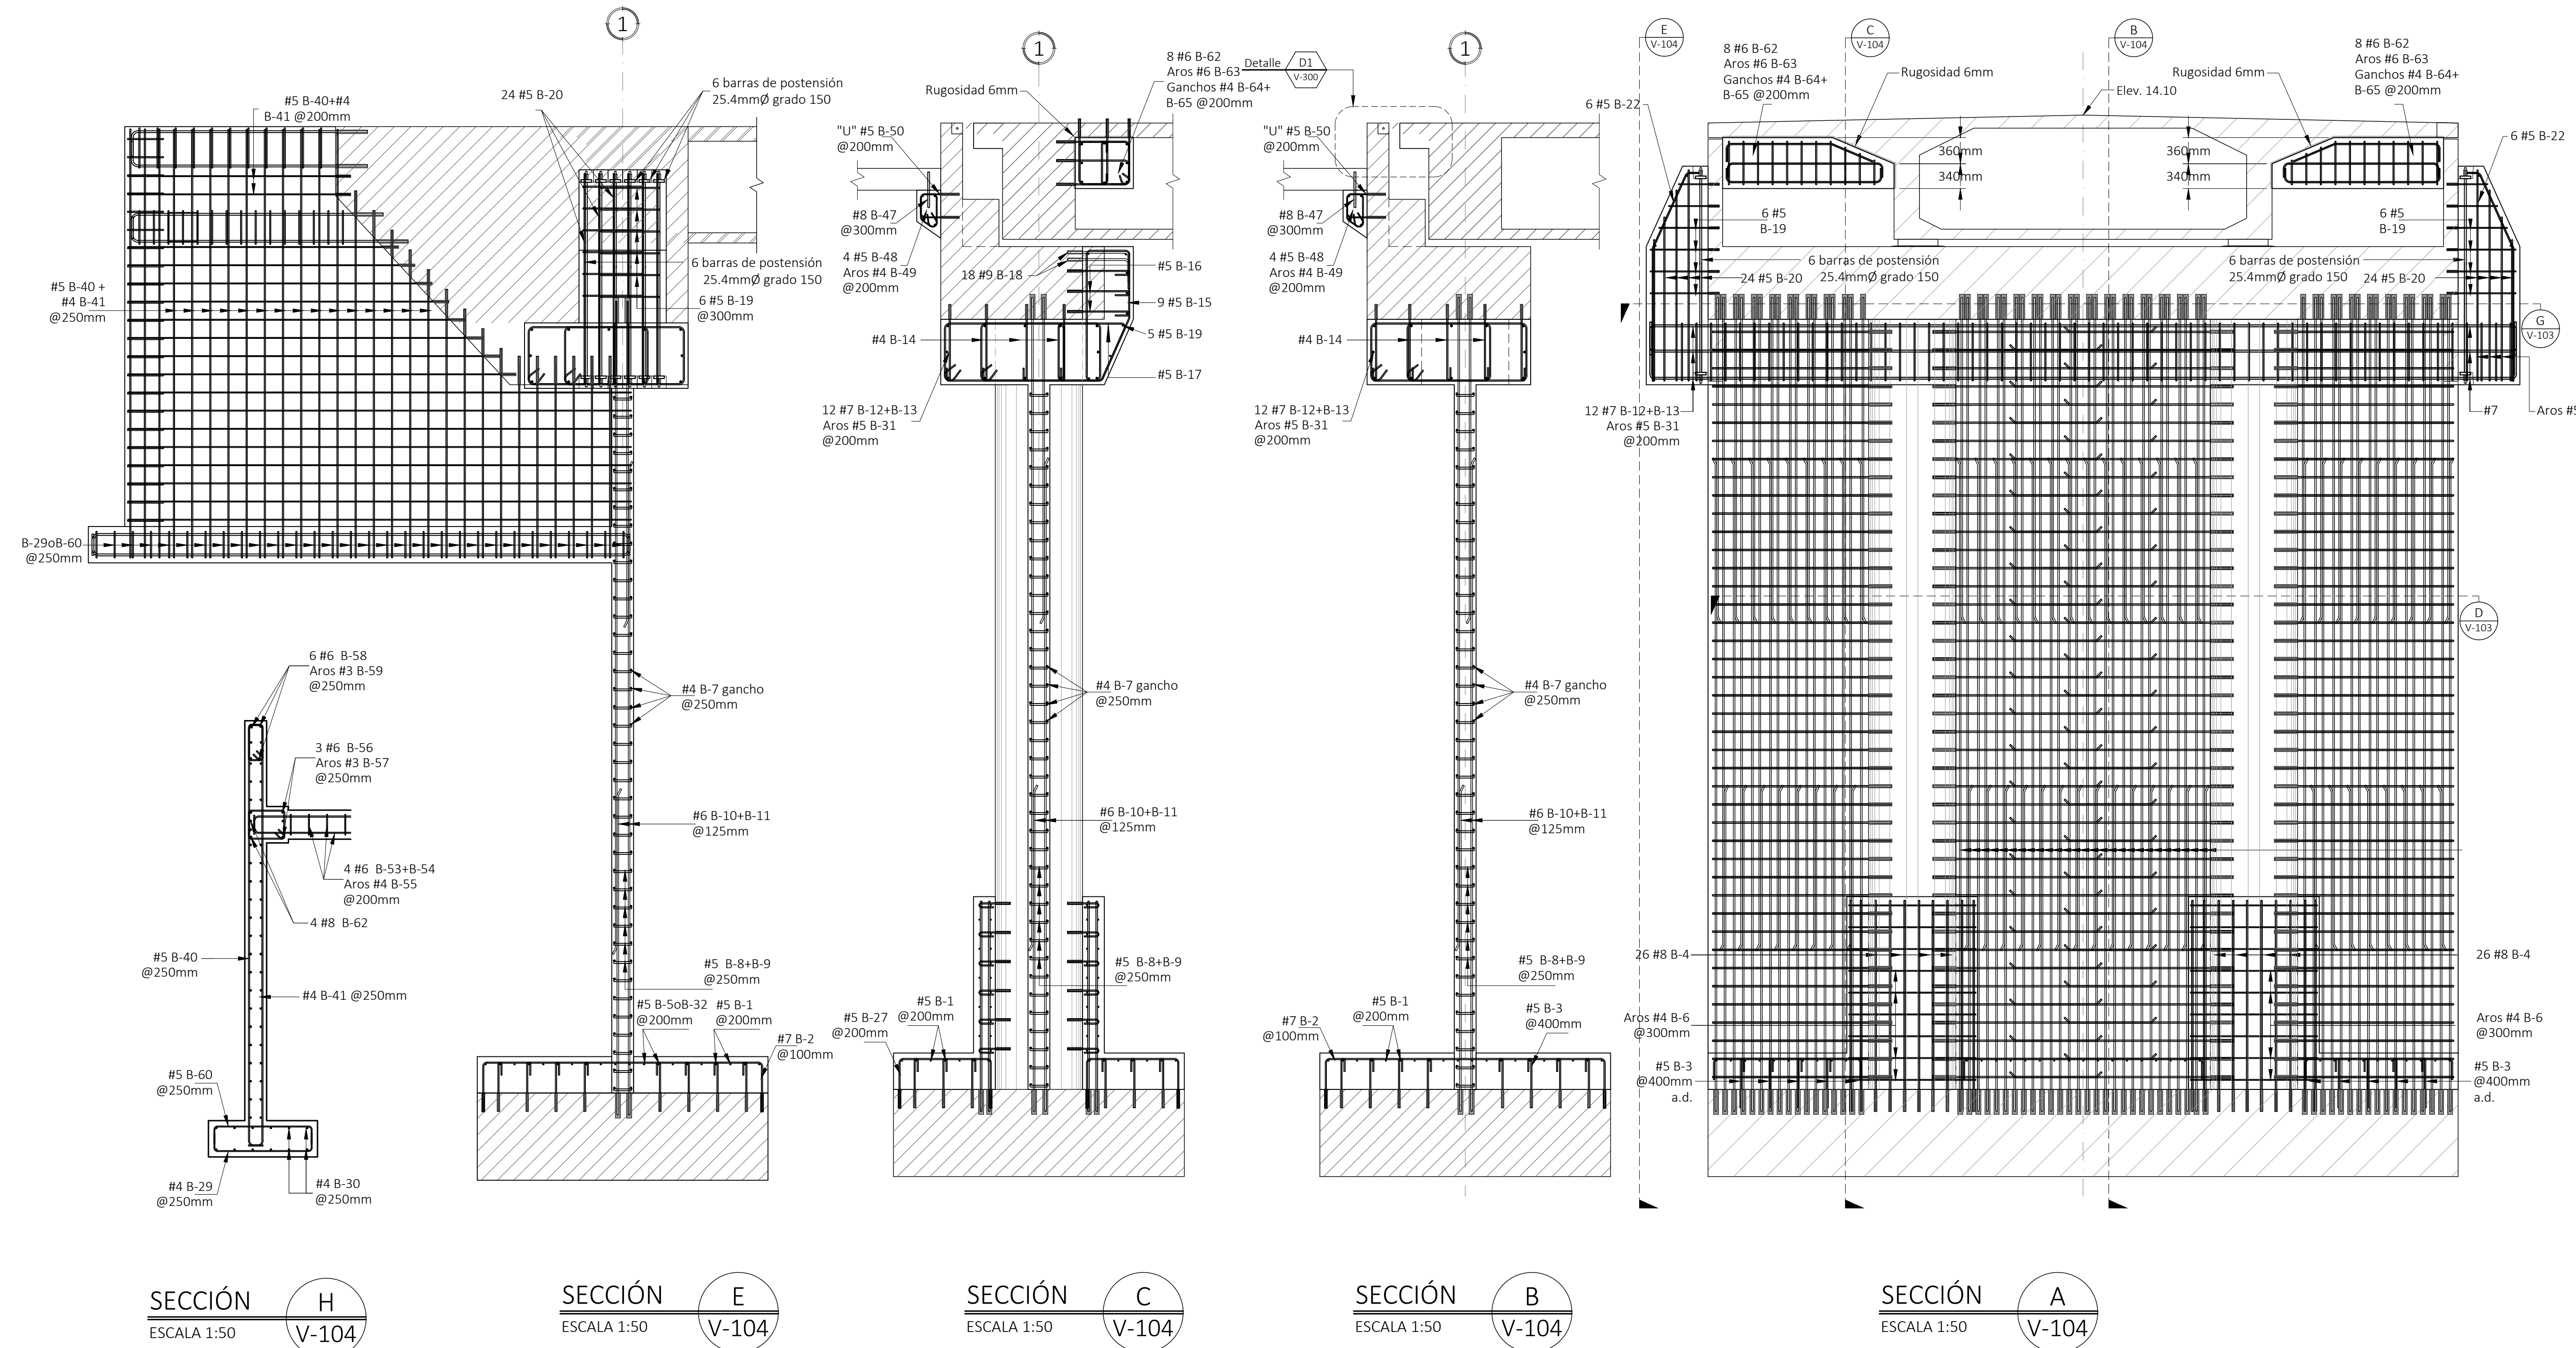 1
#5 B-40+#4
B-41 @200mm
24 #5 B-20
6 barras de postensión
25.4mmØ grado 150
6 barras de postensión
25.4mmØ grado 150
6 #5 B-19
@300mm
#5 B-40 +
#4 B-41
@250mm
B-29oB-60
@250mm
#4 B-7 gancho
@250mm
#6 B-10+B-11
@125mm
#5 B-8+B-9
@250mm
#5 B-5oB-32
@200mm
#5 B-1
@200mm
#7 B-2
@100mm
6 #6 B-58
Aros #3 B-59
@250mm
3 #6 B-56
Aros #3 B-57
@250mm
4 #6 B-53+B-54
Aros #4 B-55
@200mm
4 #8 B-62
#5 B-40
@250mm
#4 B-41 @250mm
#5 B-60
@250mm
#4 B-29
@250mm
#4 B-30
@250mm
1
Rugosidad 6mm
8 #6 B-62
Aros #6 B-63
Ganchos #4 B-64+
B-65 @200mm
"U" #5 B-50
@200mm
#8 B-47
@300mm
4 #5 B-48
Aros #4 B-49
@200mm
18 #9 B-18
#5 B-16
9 #5 B-15
5 #5 B-19
#4 B-14
#5 B-17
12 #7 B-12+B-13
Aros #5 B-31
@200mm
#4 B-7 gancho
@250mm
#6 B-10+B-11
@125mm
#5 B-8+B-9
@250mm
#5 B-27
@200mm
#5 B-1
@200mm
1
Detalle
D1
V-300
"U" #5 B-50
@200mm
#8 B-47
@300mm
4 #5 B-48
Aros #4 B-49
@200mm
#4 B-14
12 #7 B-12+B-13
Aros #5 B-31
@200mm
#4 B-7 gancho
@250mm
#6 B-10+B-11
@125mm
#5 B-8+B-9
@250mm
#7 B-2
@100mm
#5 B-1
@200mm
#5 B-3
@400mm
E
V-104
C
V-104
B
V-104
8 #6 B-62
Aros #6 B-63
Ganchos #4 B-64+
B-65 @200mm
Rugosidad 6mm
Elev. 14.10
Rugosidad 6mm
8 #6 B-62
Aros #6 B-63
Ganchos #4 B-64+
B-65 @200mm
6 #5 B-22
6 #5 B-22
360mm
340mm
360mm
340mm
6 #5
B-19
6 #5
B-19
6 barras de postensión
25.4mmØ grado 150
6 barras de postensión
25.4mmØ grado 150
24 #5 B-20
24 #5 B-20
G
V-103
12 #7 B-12+B-13
Aros #5 B-31
@200mm
#7
Aros #5
D
V-103
26 #8 B-4
26 #8 B-4
Aros #4 B-6
@300mm
Aros #4 B-6
@300mm
#5 B-3
@400mm
a.d.
#5 B-3
@400mm
a.d.
SECCIÓN
ESCALA 1:50
H
V-104
SECCIÓN
ESCALA 1:50
E
V-104
SECCIÓN
ESCALA 1:50
C
V-104
SECCIÓN
ESCALA 1:50
B
V-104
SECCIÓN
ESCALA 1:50
A
V-104